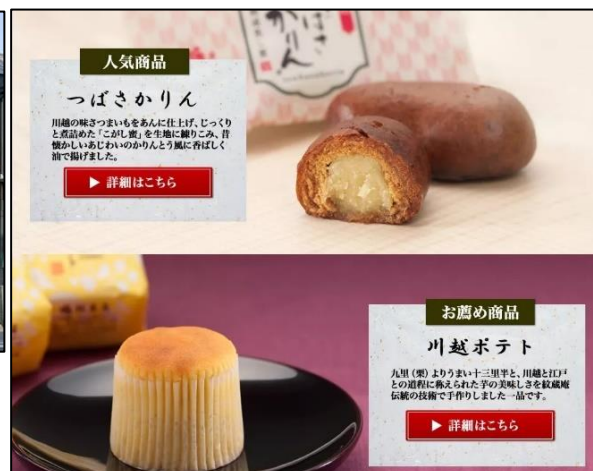 人気商品
つばさかりん
川越の味さつまいもをあんに仕上げ、じっくり
と煮詰めた「こがし蜜」を生地に練りこみ、昔
懐かしいあじわいのかりんとう風に香ばしく
油で揚げました。
▶ 詳細はこちら
お薦め商品
川越ポテト
九里（栗）よりうまい十三里半と、川越と江戸
との道程に称えられた芋の美味しさを紋蔵庵
伝統の技術で手作りしました一品です。
▶ 詳細はこちら